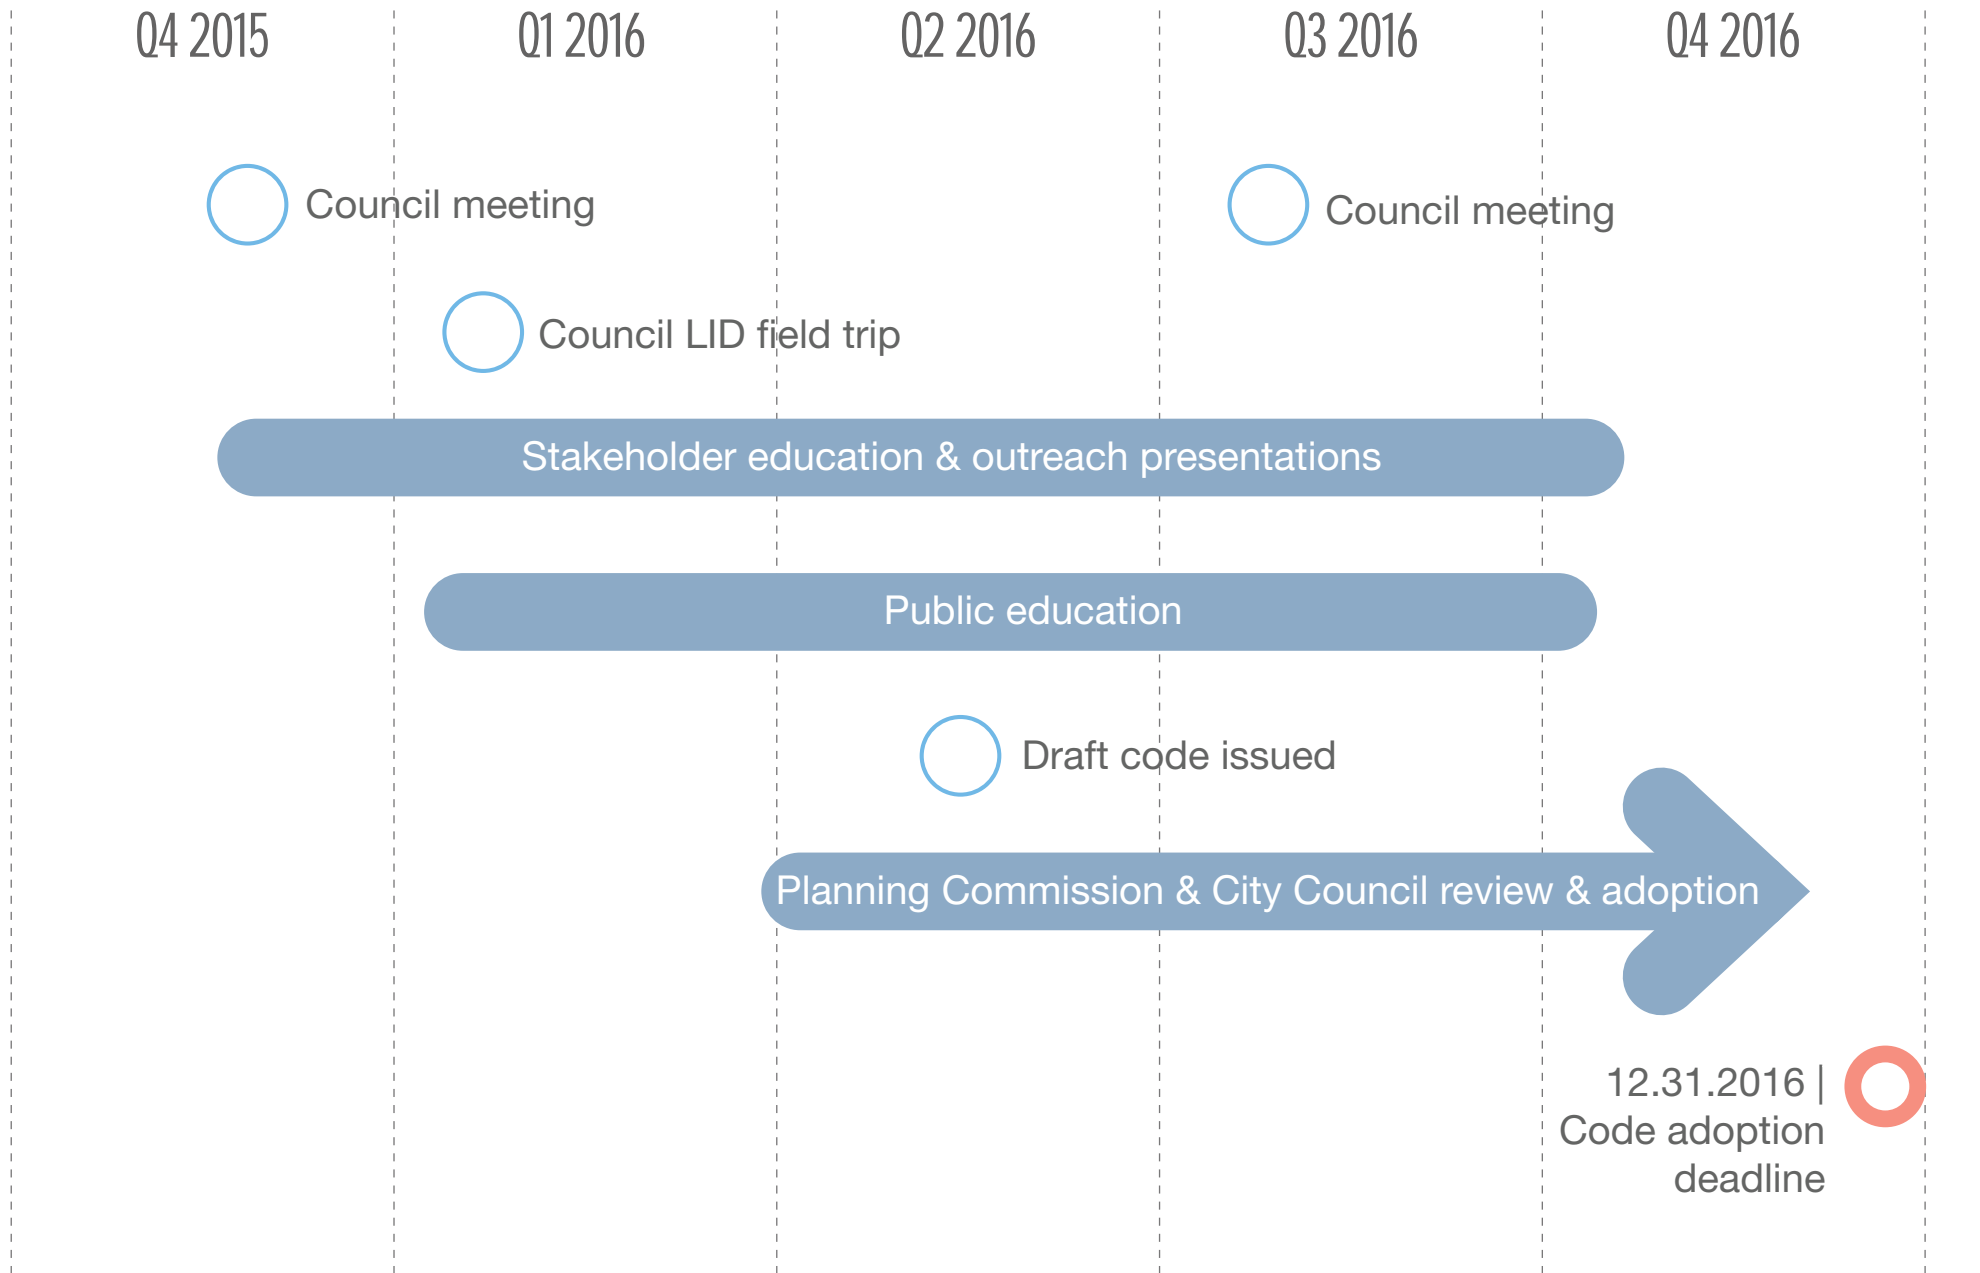 Q4 2015
Q1 2016
Q2 2016
Q3 2016
Q4 2016
Council meeting
Council meeting
Council LID field trip
Stakeholder education & outreach presentations
Public education
Draft code issued
Planning Commission & City Council review & adoption
12.31.2016 |
Code adoption
deadline